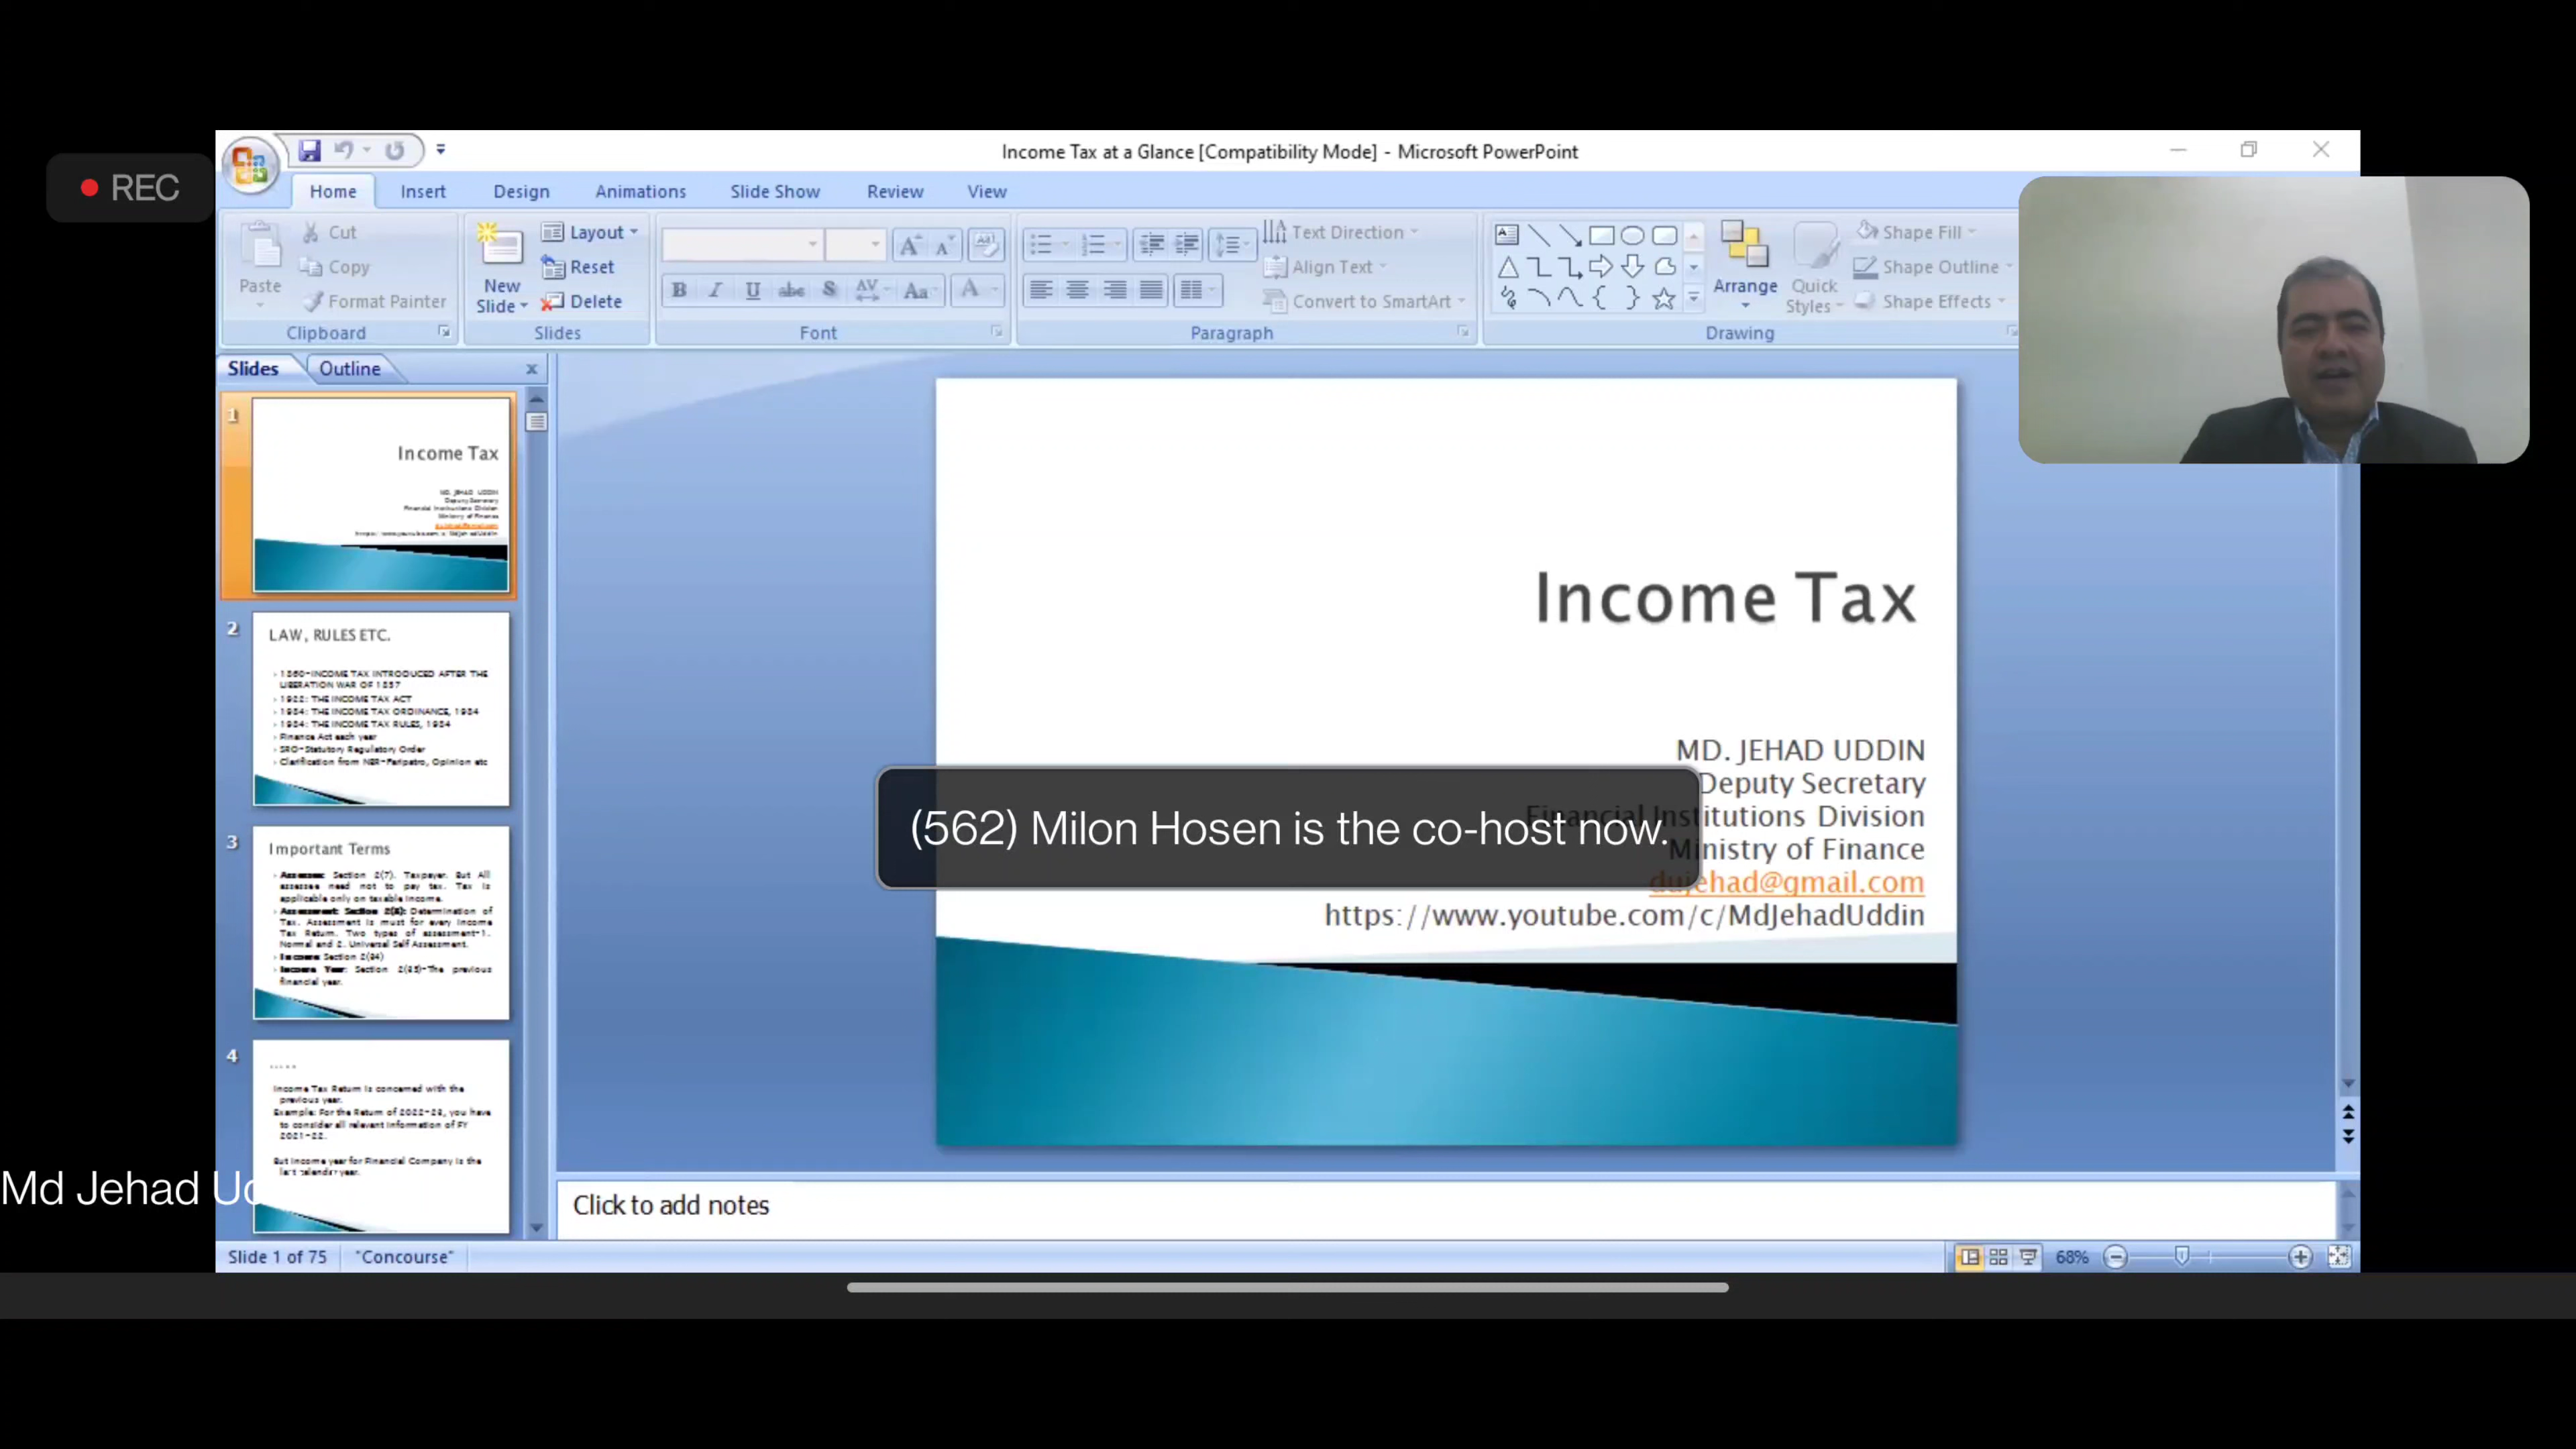 REC
Income Tax at a Glance [Compatibility Mode] - Microsoft PowerPoint
Home Insert Design Animations Slide Show Review View
Paste
Cut
Copy
Format Painter
Clipboard
New
Slide
Layout
Reset
Delete
Slides
B I U abc S AV Aa A
Font
Text Direction
Align Text
Convert to SmartArt
Paragraph
Arrange
Quick
Styles
Shape Fill
Shape Outline
Shape Effects
Drawing
Slides Outline
1
Income Tax
MD. JEHAD UDDIN
Deputy Secretary
Financial Institutions Division
Ministry of Finance
dujehad@gmail.com
https://www.youtube.com/c/MdJehadUddin
2
LAW, RULES ETC.
1860-INCOME TAX INTRODUCED AFTER THE
LIBERATION WAR OF 1857
1922: THE INCOME TAX ACT
1984: THE INCOME TAX ORDINANCE, 1984
1984: THE INCOME TAX RULES, 1984
Finance Act each year
SRO-Statutory Regulatory Order
Clarification from NBR-Paripatro, Opinion etc
3
Important Terms
Assessee: Section 2(7). Taxpayer. But All
assessee need not to pay tax. Tax is
applicable only on taxable income.
Assessment: Section Determination of
Tax. Assessment is must for every Income
Tax Return. Two types of assessment-1.
Normal and 2. Universal Self Assessment.
Income: Section 2(34)
Income Year: Section 2(35)-The previous
financial year.
4
.....
Income Tax Return is concerned with the
previous year.
Example: For the Return of 2022-23, you have
to consider all relevant information of FY
2021-22.
But income year for Financial Company is the
last calendar year.
Income Tax
MD. JEHAD UDDIN
Deputy Secretary
Financial Institutions Division
Ministry of Finance
dujehad@gmail.com
https://www.youtube.com/c/MdJehadUddin
(562) Milon Hosen is the co-host now.
Md Jehad Ud
Click to add notes
Slide 1 of 75 "Concourse" 68%